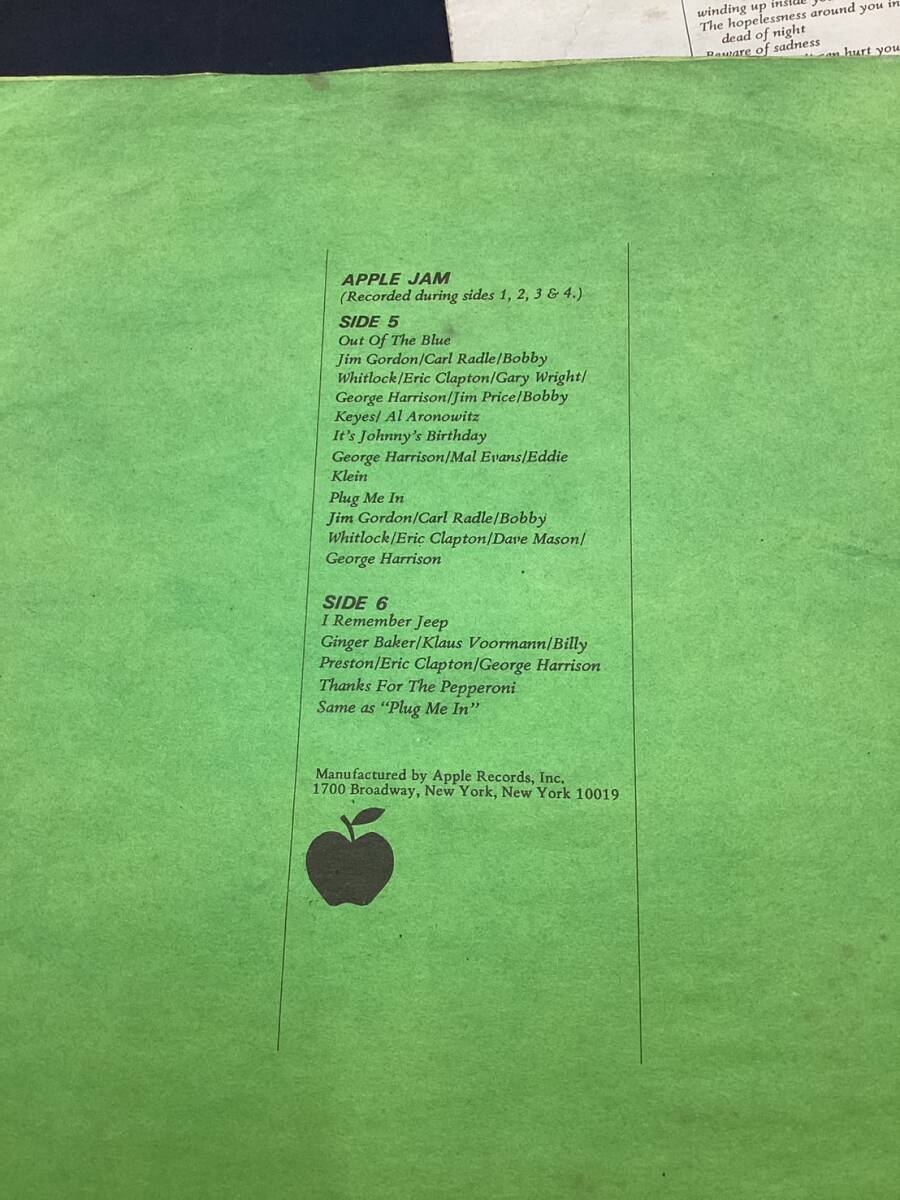 winding up inside
The hopelessness around you in
dead of night
Beware of sadness
can hurt you
APPLE JAM
(Recorded during sides 1, 2, 3 & 4.)
SIDE 5
Out Of The Blue
Jim Gordon/Carl Radle/Bobby
Whitlock/Eric Clapton/Gary Wright/
George Harrison/Jim Price/Bobby
Keyes/ Al Aronowitz
It's Johnny's Birthday
George Harrison/Mal Evans/Eddie
Klein
Plug Me In
Jim Gordon/Carl Radle/Bobby
Whitlock/Eric Clapton/Dave Mason/
George Harrison
SIDE 6
I Remember Jeep
Ginger Baker/Klaus Voormann/Billy
Preston/Eric Clapton/George Harrison
Thanks For The Pepperoni
Same as "Plug Me In"
Manufactured by Apple Records, Inc.
1700 Broadway, New York, New York 10019